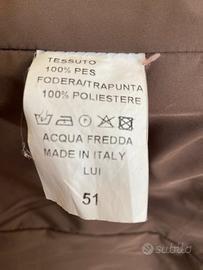 TESSUTO
100% PES
FODERA/TRAPUNTA
100% POLIESTERE
ACQUA FREDDA
MADE IN ITALY
LUI
51
subito